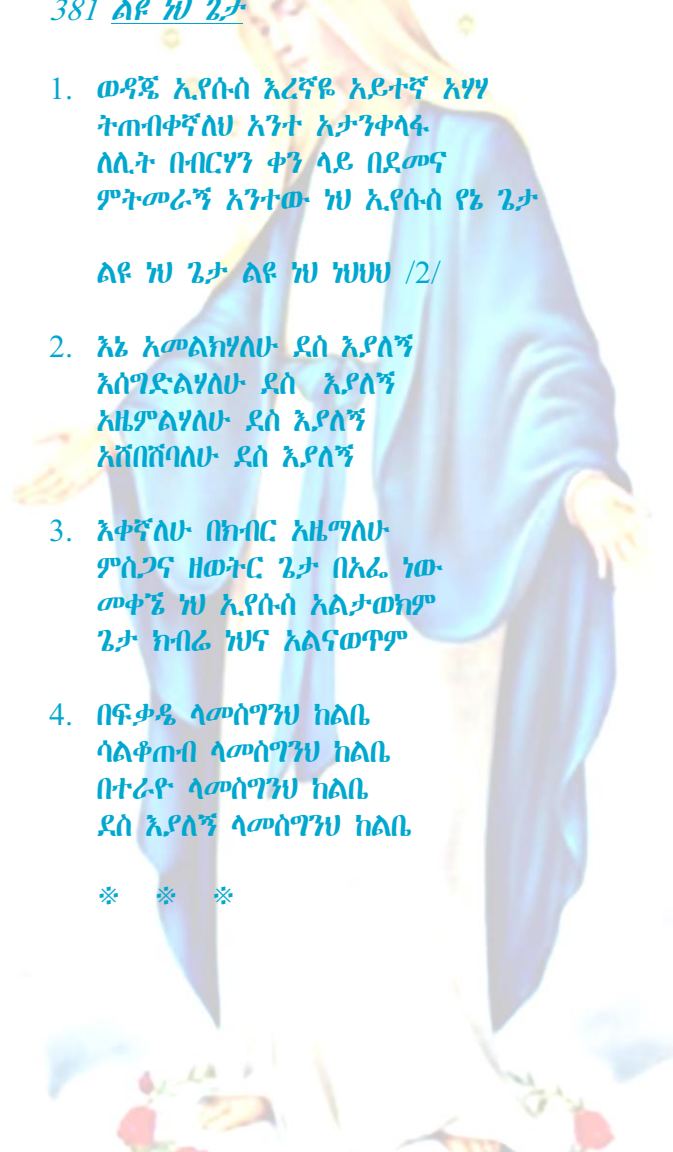 381 ልዩ ነህ ጌታ
1. ወዳጄ ኢየሱስ እረኛዬ አይተኛ አሃሃ
ትጠብቀኛለህ አንተ አታንቀላፋ
ለሊት በብርሃን ቀን ላይ በደመና
ምትመራኝ አንተው ነህ ኢየሱስ የኔ ጌታ
ልዩ ነህ ጌታ ልዩ ነህ ነህህህ /2/
2. እኔ አመልክሃለሁ ደስ እያለኝ
እሰግድልሃለሁ ደስ እያለኝ
አዜምልሃለሁ ደስ እያለኝ
አሸበሸባለሁ ደስ እያለኝ
3. እቀኛለሁ በክብር አዜማለሁ
ምስጋና ዘወትር ጌታ በአፌ ነው
መቀኜ ነህ ኢየሱስ አልታወክም
ጌታ ክብሬ ነህና አልናወጥም
4. በፍቃዴ ላመስግንህ ከልቤ
ሳልቆጠብ ላመስግንህ ከልቤ
በተራዮ ላመስግንህ ከልቤ
ደስ እያለኝ ላመስግንህ ከልቤ
※ ※ ※